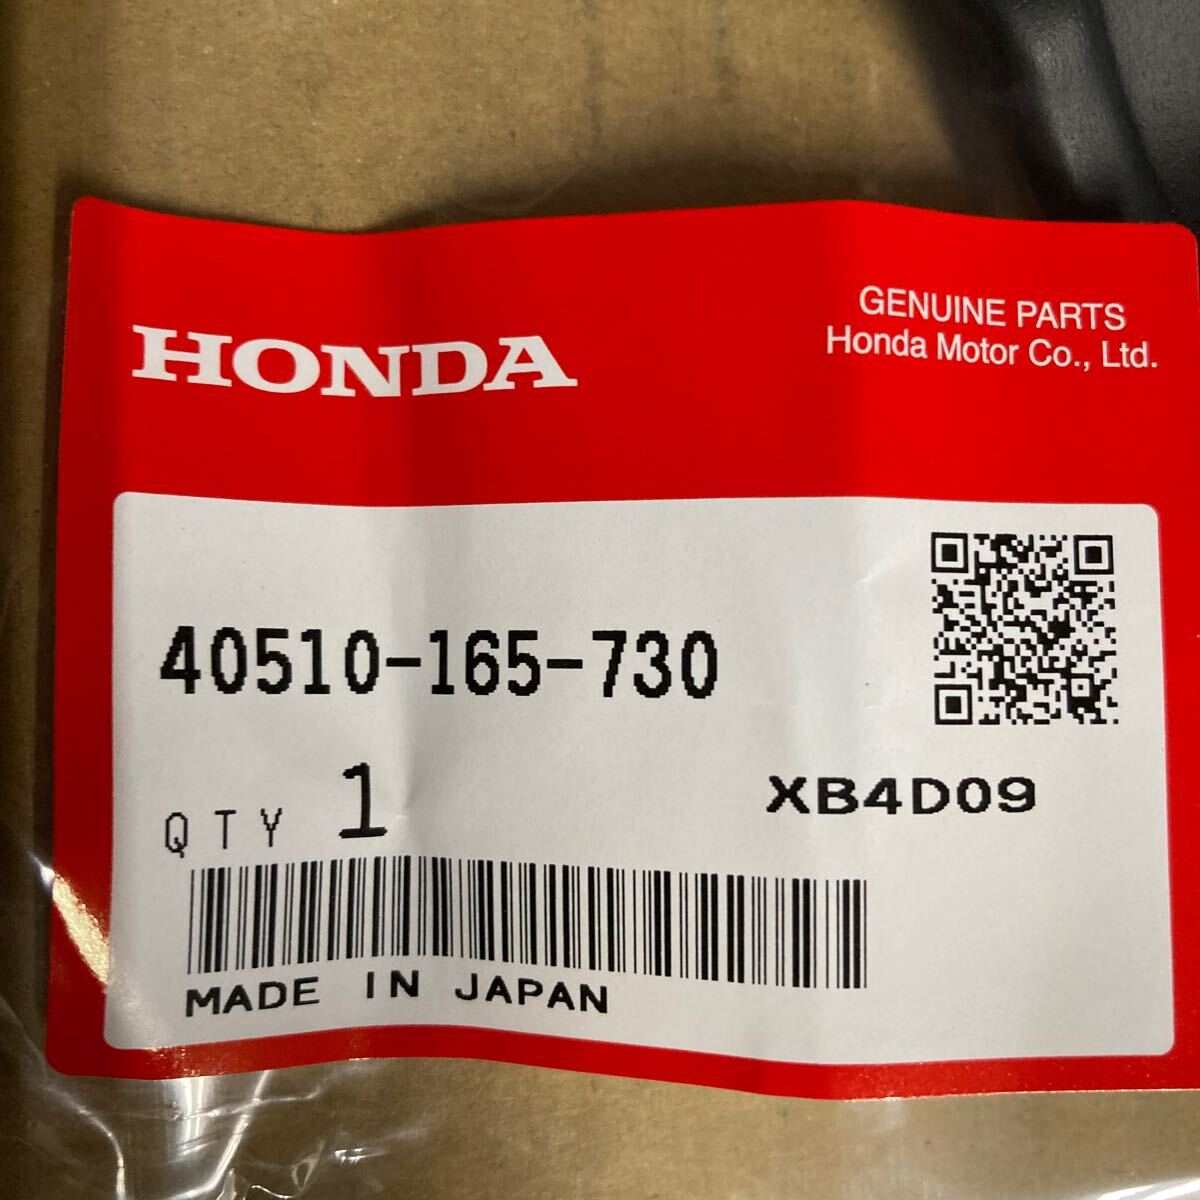 HONDA
GENUINE PARTS
Honda Motor Co., Ltd.
40510-165-730
QTY 1
XB4D09
MADE IN JAPAN